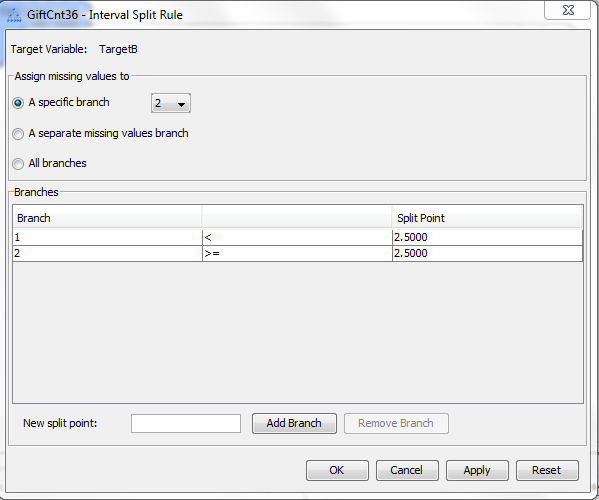 GiftCnt36 - Interval Split Rule
Target Variable: TargetB
Assign missing values to
A specific branch 2
A separate missing values branch
All branches
Branches
Branch Split Point
1 < 2.5000
2 >= 2.5000
New split point: Add Branch Remove Branch
OK Cancel Apply Reset